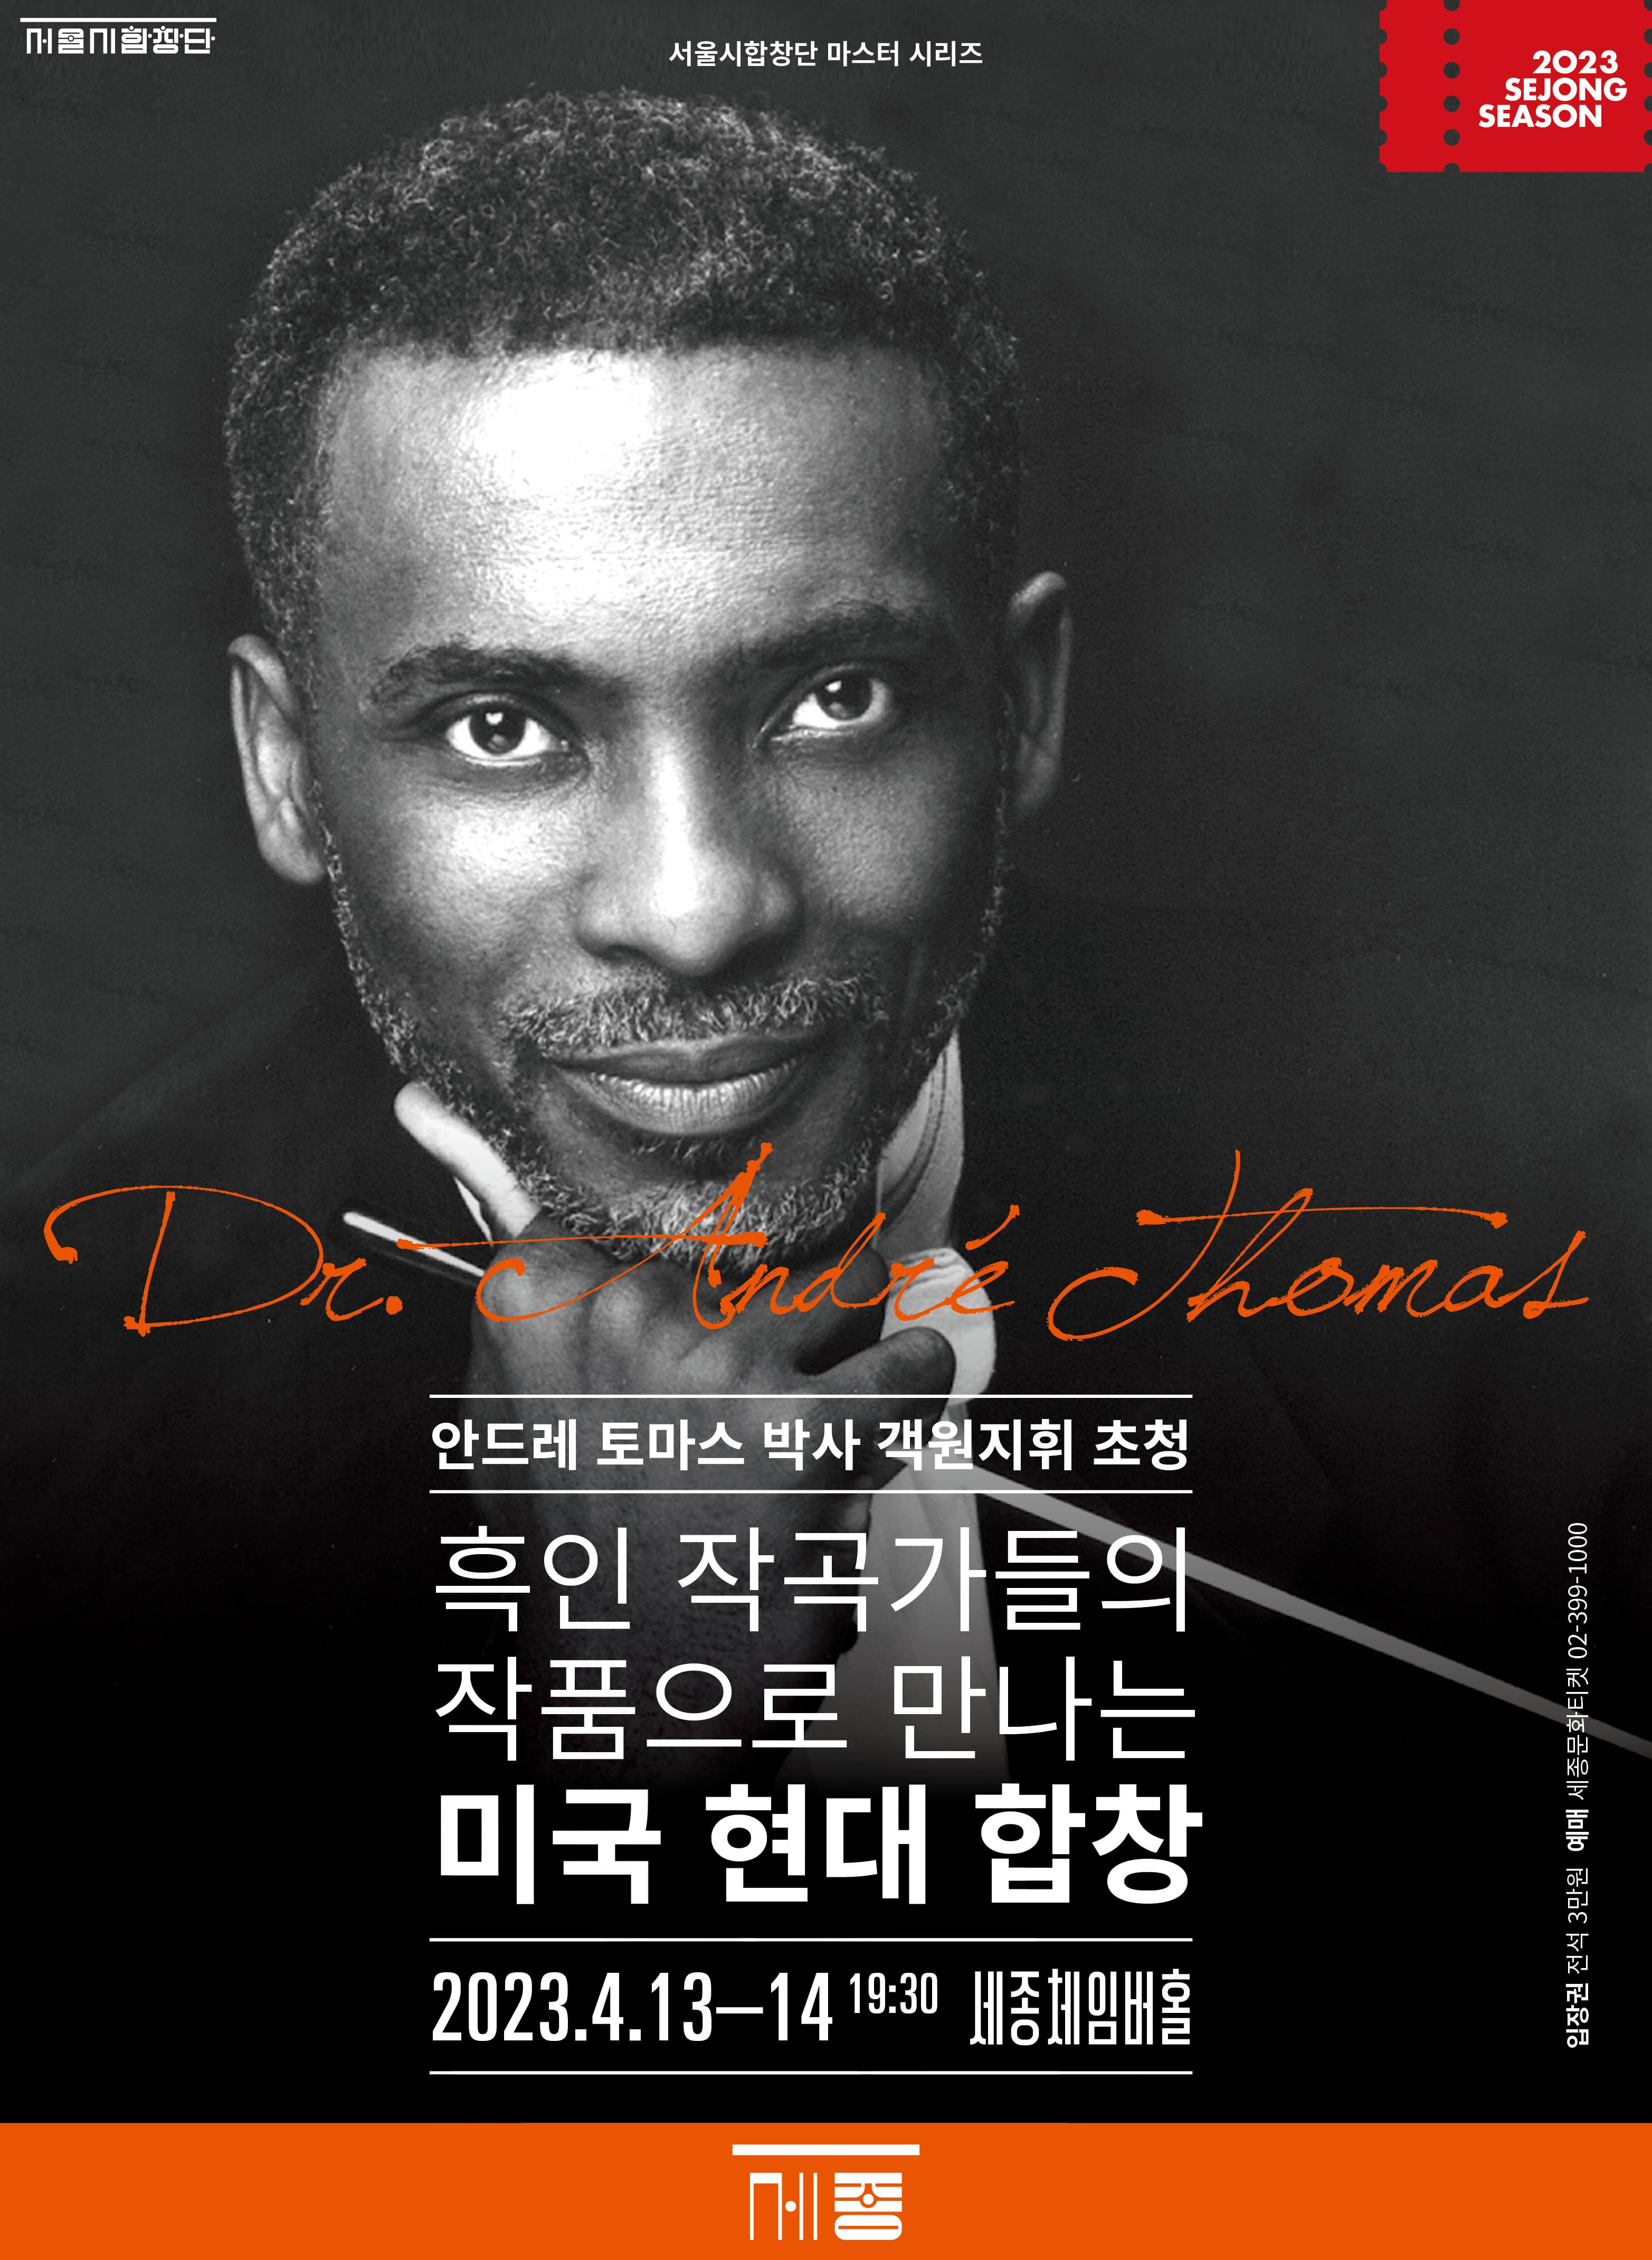 서울시합창단
서울시합창단 마스터 시리즈
2023
SEJONG
SEASON
Dr. André Thomas
안드레 토마스 박사 객원지휘 초청
흑인 작곡가들의
작품으로 만나는
미국 현대 합창
2023.4.13—14 19:30 세종체임버홀
입장권 전석 3만원 예매 세종문화티켓 02-399-1000
세종